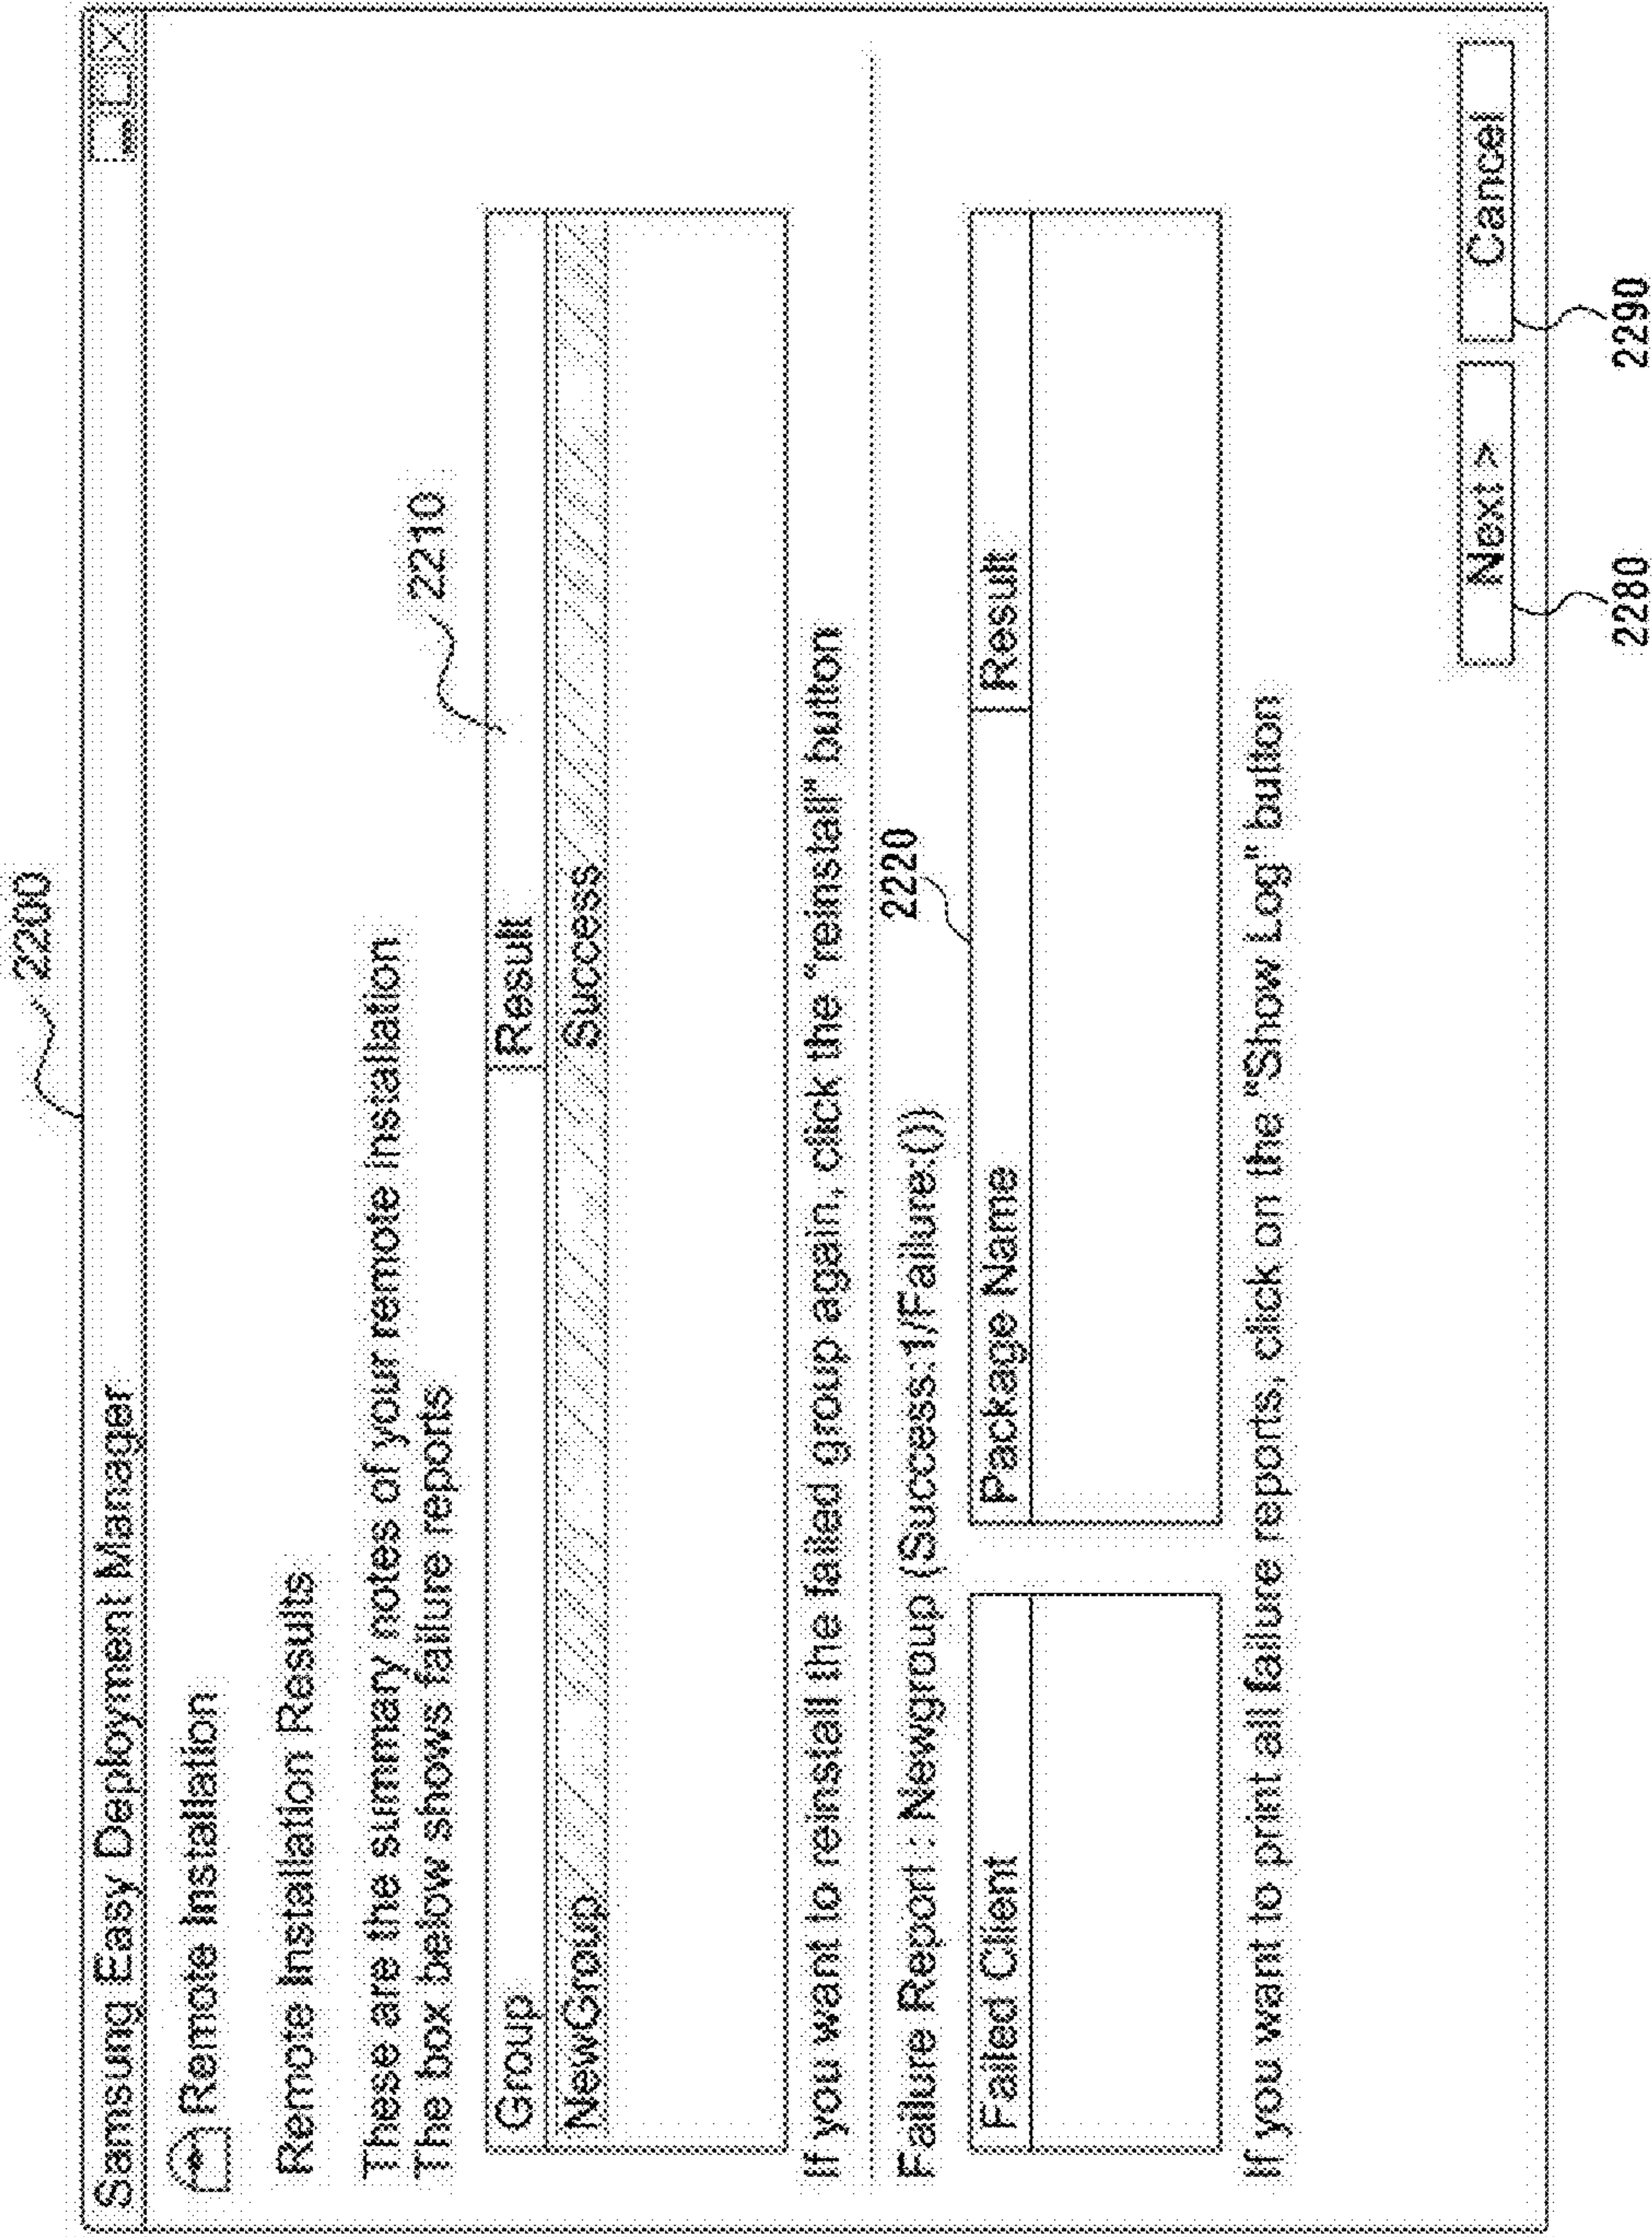 2200
Samsung Easy Deployment Manager
Remote Installation
Remote Installation Results
These are the summary notes of your remote installation
The box below shows failure reports
2210
Group Result
NewGroup Success
If you want to reinstall the failed group again, click the "reinstall" button
Failure Report : Newgroup (Success:1/Failure:())
2220
Failed Client Package Name Result
If you want to print all failure reports, click on the "Show Log" button
Next > Cancel
2280 2290